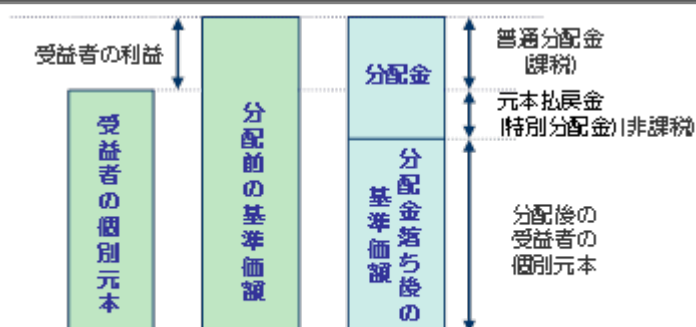 受益者の利益
受益者の個別元本
分配前の基準価額
分配金
分配金落ち後の
基準価額
普通分配金
(課税)
元本払戻金
(特別分配金)(非課税)
分配後の
受益者の
個別元本